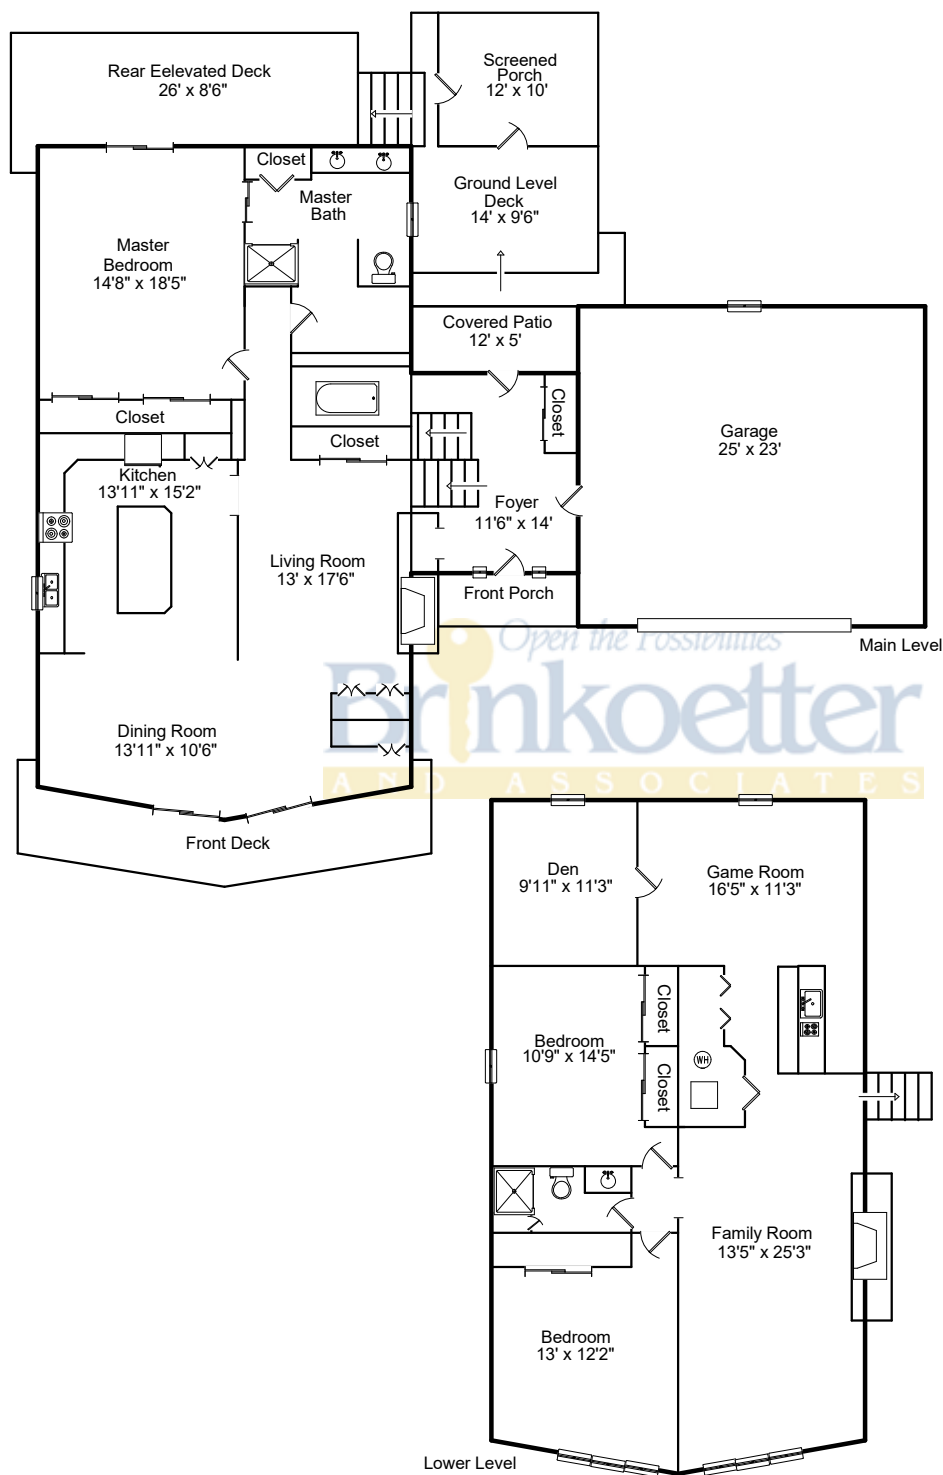 Rear Eelevated Deck
26' x 8'6"
Screened
Porch
12' x 10'
Closet
Master
Bath
Ground Level
Deck
14' x 9'6"
Master
Bedroom
14'8" x 18'5"
Covered Patio
12' x 5'
Closet
Closet
Closet
Garage
25' x 23'
Kitchen
13'11" x 15'2"
Foyer
11'6" x 14'
Living Room
13' x 17'6"
Front Porch
Open the Possibilities
Main Level
Brinkoetter
AND ASSOCIATES
Dining Room
13'11" x 10'6"
Front Deck
Den
9'11" x 11'3"
Game Room
16'5" x 11'3"
Closet
Bedroom
10'9" x 14'5"
WH
Closet
Family Room
13'5" x 25'3"
Bedroom
13' x 12'2"
Lower Level